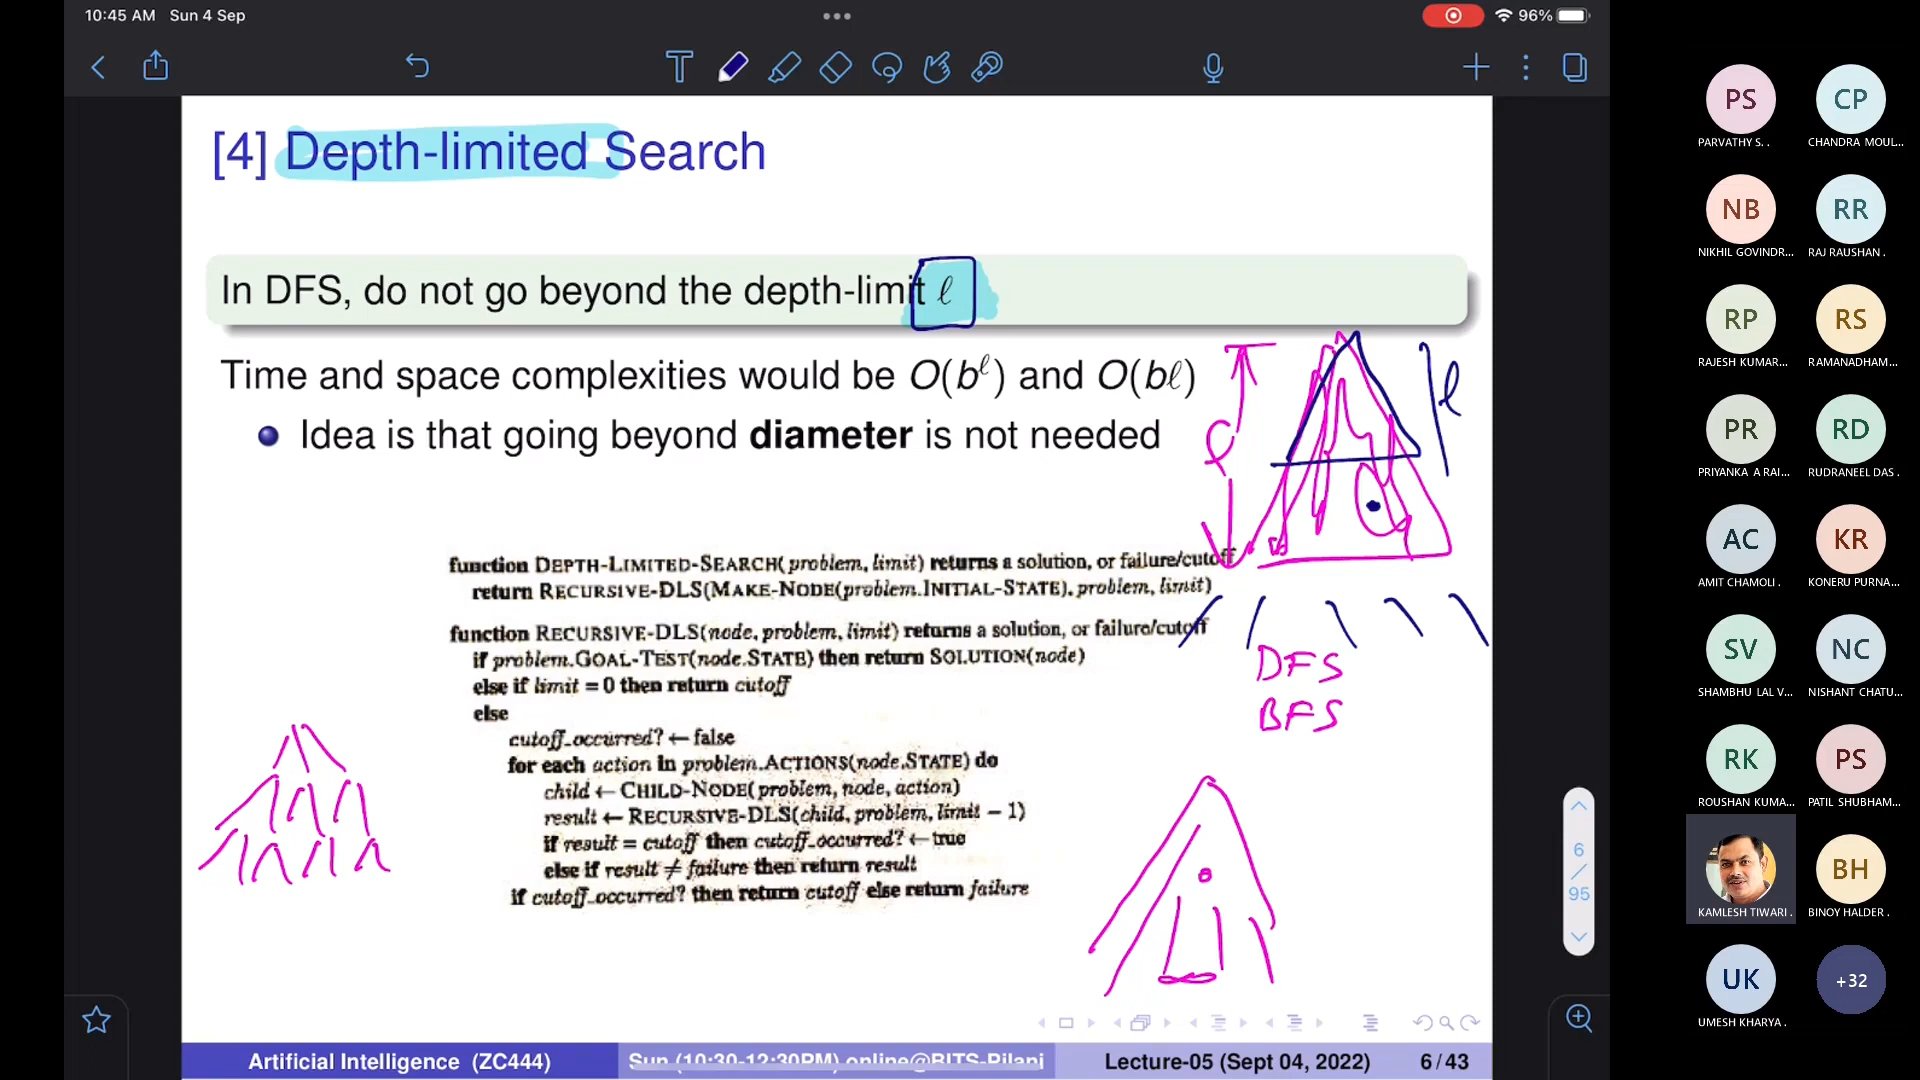 10:45 AM Sun 4 Sep
96%
[4] Depth-limited Search
In DFS, do not go beyond the depth-limit ℓ
Time and space complexities would be O(b^ℓ) and O(bℓ)
Idea is that going beyond diameter is not needed
ℓ
function DEPTH-LIMITED-SEARCH(problem, limit) returns a solution, or failure/cutoff
return RECURSIVE-DLS(MAKE-NODE(problem.INITIAL-STATE), problem, limit)
function RECURSIVE-DLS(node, problem, limit) returns a solution, or failure/cutoff
if problem.GOAL-TEST(node.STATE) then return SOLUTION(node)
else if limit = 0 then return cutoff
else
cutoff_occurred? ← false
for each action in problem.ACTIONS(node.STATE) do
child ← CHILD-NODE(problem, node, action)
result ← RECURSIVE-DLS(child, problem, limit − 1)
if result = cutoff then cutoff_occurred? ← true
else if result ≠ failure then return result
if cutoff_occurred? then return cutoff else return failure
DFS
BFS
6
/
95
Artificial Intelligence (ZC444)
Sun (10:30-12:30PM) online@BITS-Pilani
Lecture-05 (Sept 04, 2022)
6/43
PS CP
PARVATHY S. . CHANDRA MOUL...
NB RR
NIKHIL GOVINDR... RAJ RAUSHAN .
RP RS
RAJESH KUMAR... RAMANADHAM...
PR RD
PRIYANKA A RAI... RUDRANEEL DAS .
AC KR
AMIT CHAMOLI . KONERU PURNA...
SV NC
SHAMBHU LAL V... NISHANT CHATU...
RK PS
ROUSHAN KUMA... PATIL SHUBHAM...
BH
KAMLESH TIWARI . BINOY HALDER .
UK +32
UMESH KHARYA .